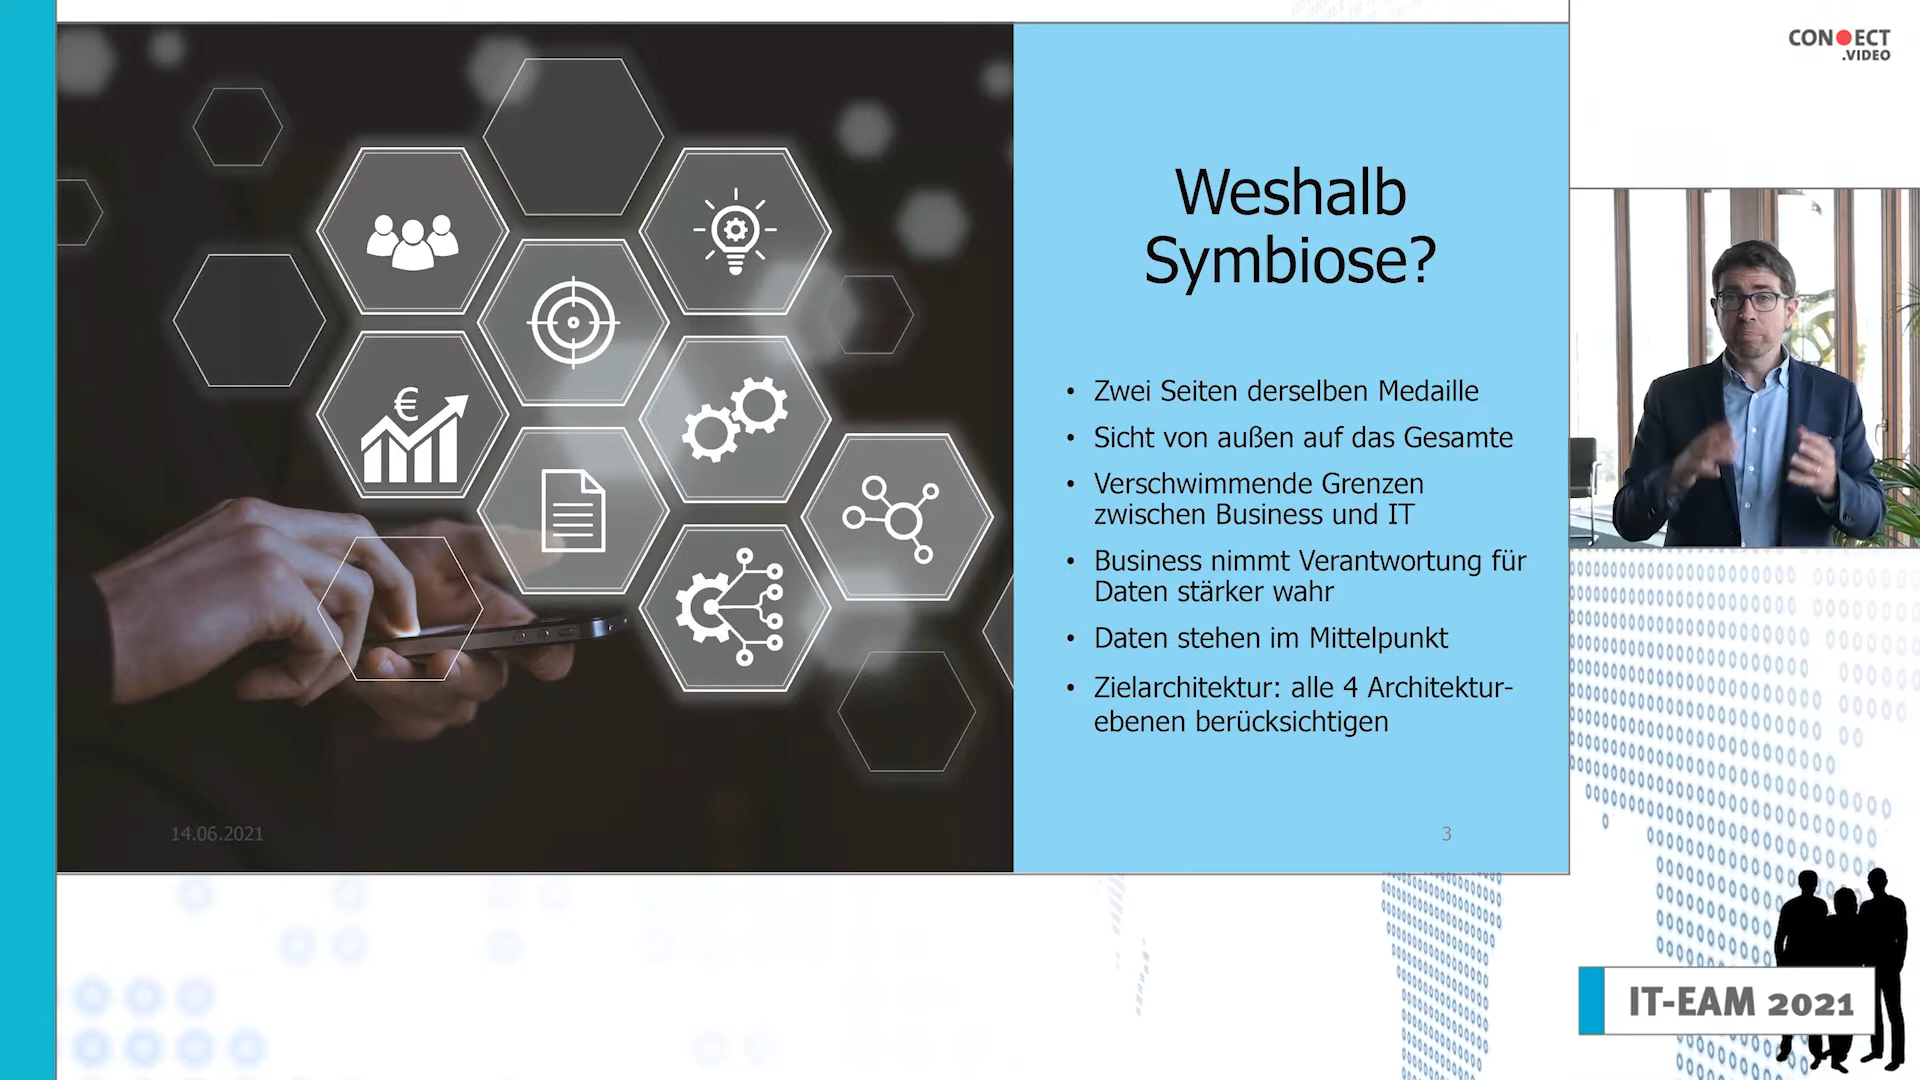 CONECT
.VIDEO
Weshalb
Symbiose?
• Zwei Seiten derselben Medaille
• Sicht von außen auf das Gesamte
• Verschwimmende Grenzen
zwischen Business und IT
• Business nimmt Verantwortung für
Daten stärker wahr
• Daten stehen im Mittelpunkt
• Zielarchitektur: alle 4 Architektur-
ebenen berücksichtigen
€
14.06.2021
3
IT-EAM 2021